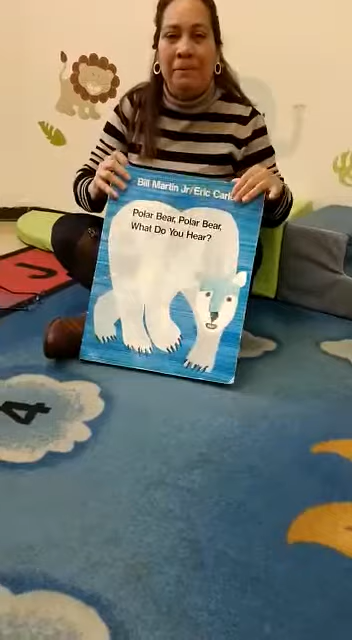 Bill Martin Jr/Eric Carle
Polar Bear, Polar Bear,
What Do You Hear?
J
4